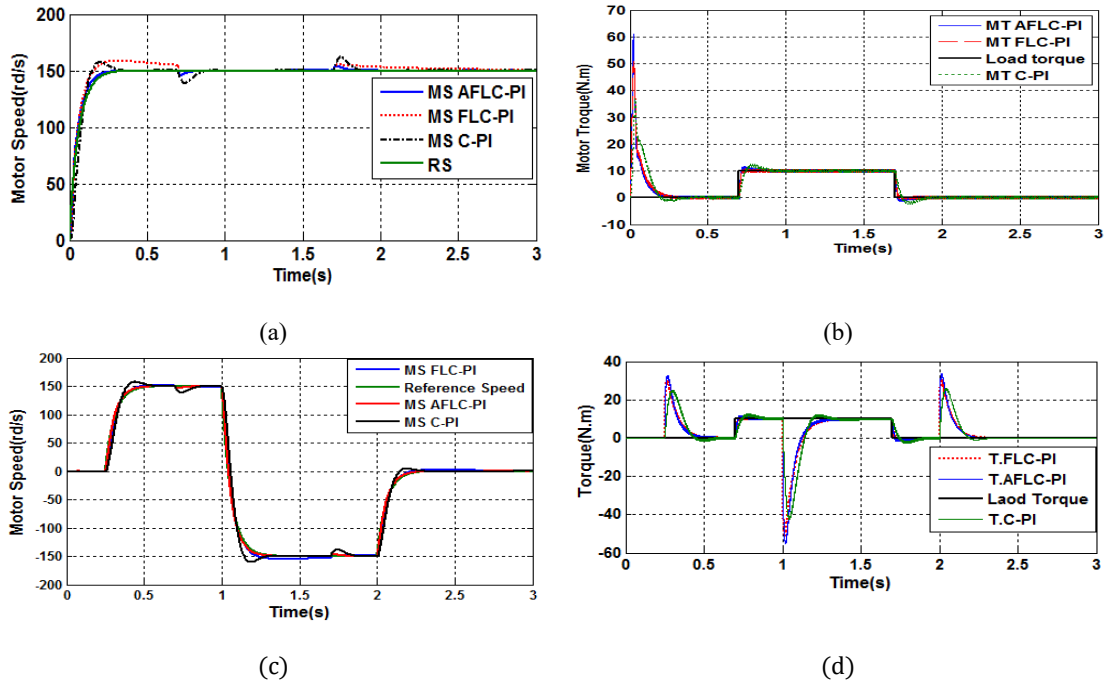 200
150
100
50
0
Motor Speed(rd/s)
MS AFLC-PI
MS FLC-PI
MS C-PI
RS
0 0.5 1 1.5 2 2.5 3
Time(s)
(a)
70
60
50
40
30
20
10
0
-10
Motor Troque(N.m)
MT AFLC-PI
MT FLC-PI
Load torque
MT C-PI
0 0.5 1 1.5 2 2.5 3
Time(s)
(b)
200
150
100
50
0
-50
-100
-150
-200
Motor Speed(rd/s)
MS FLC-PI
Reference Speed
MS AFLC-PI
MS C-PI
0 0.5 1 1.5 2 2.5 3
Time(s)
(c)
40
20
0
-20
-40
-60
Torque(N.m)
T.FLC-PI
T.AFLC-PI
Laod Torque
T.C-PI
0 0.5 1 1.5 2 2.5 3
Time(s)
(d)